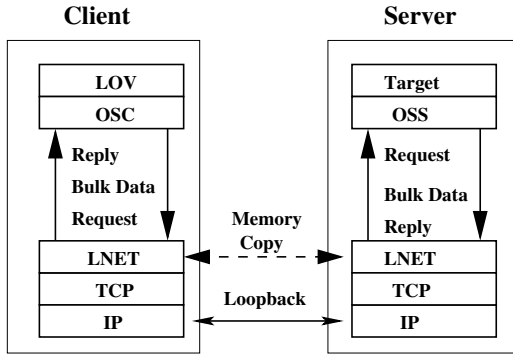 Client
Server
LOV
OSC
Reply
Bulk Data
Request
LNET
TCP
IP
Memory
Copy
Loopback
Target
OSS
Request
Bulk Data
Reply
LNET
TCP
IP